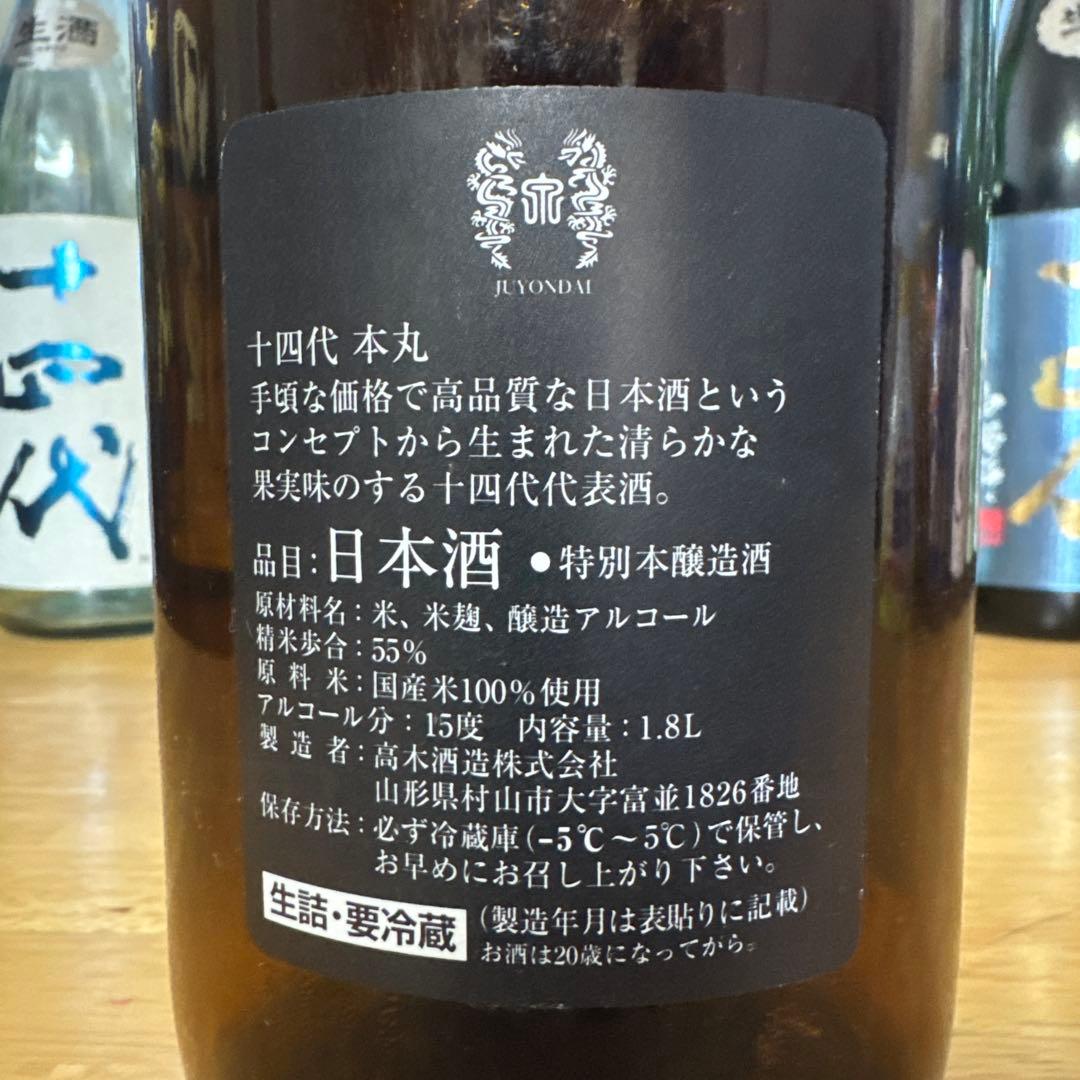 生酒
十四代
JUYONDAI
十四代 本丸
手頃な価格で高品質な日本酒という
コンセプトから生まれた清らかな
果実味のする十四代代表酒。
品目:日本酒 ●特別本醸造酒
原材料名:米、米麹、醸造アルコール
精米歩合:55%
原料米:国産米100%使用
アルコール分:15度 内容量:1.8L
製造者:高木酒造株式会社
山形県村山市大字富並1826番地
保存方法:必ず冷蔵庫(-5℃〜5℃)で保管し、
お早めにお召し上がり下さい。
生詰・要冷蔵
(製造年月は表貼りに記載)
お酒は20歳になってから。